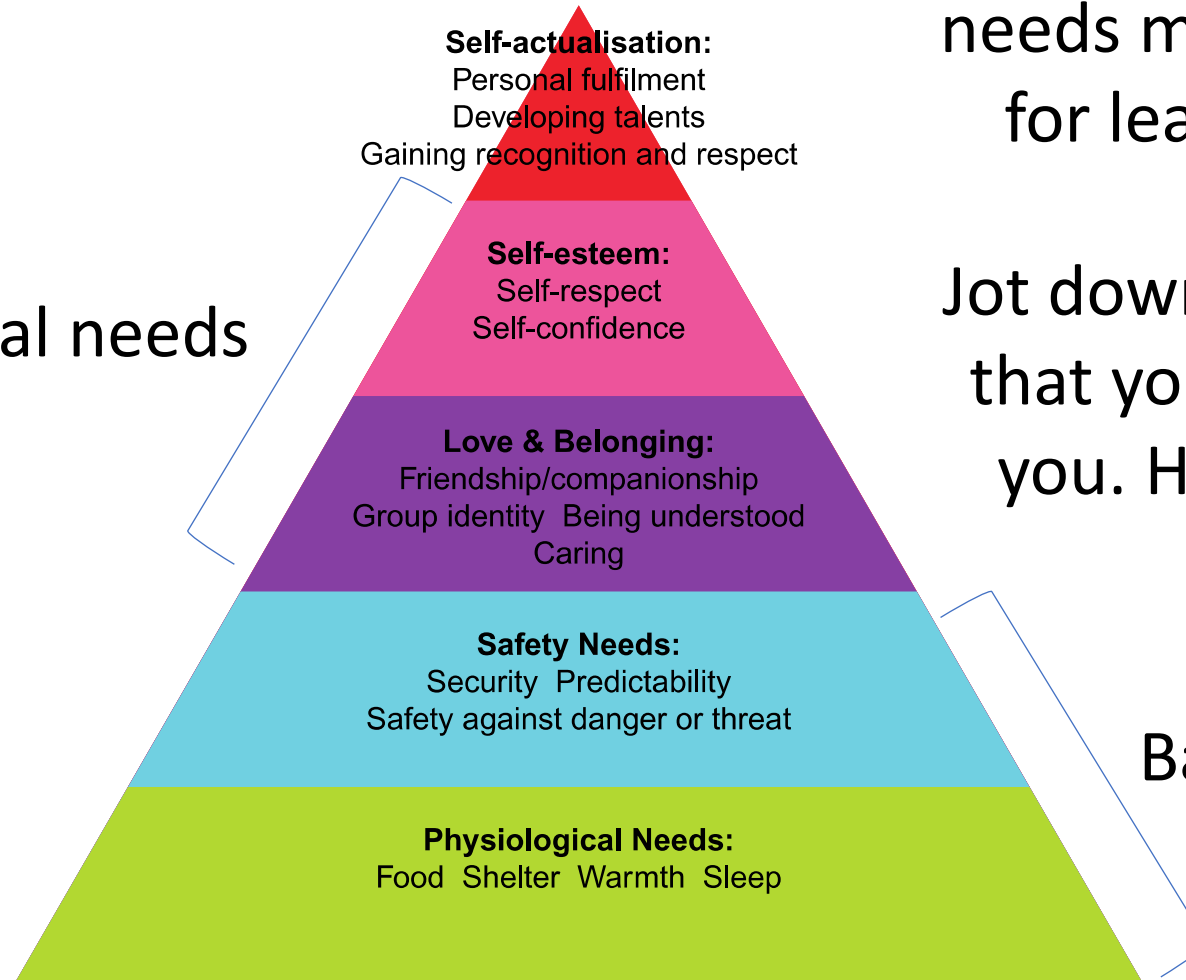 Self-actualisation:
Personal fulfilment
Developing talents
Gaining recognition and respect
Self-esteem:
Self-respect
Self-confidence
Love & Belonging:
Friendship/companionship
Group identity  Being understood
Caring
Safety Needs:
Security  Predictability
Safety against danger or threat
Physiological Needs:
Food  Shelter  Warmth  Sleep
al needs
needs m
for lea
Jot down
that yo
you. H
Ba